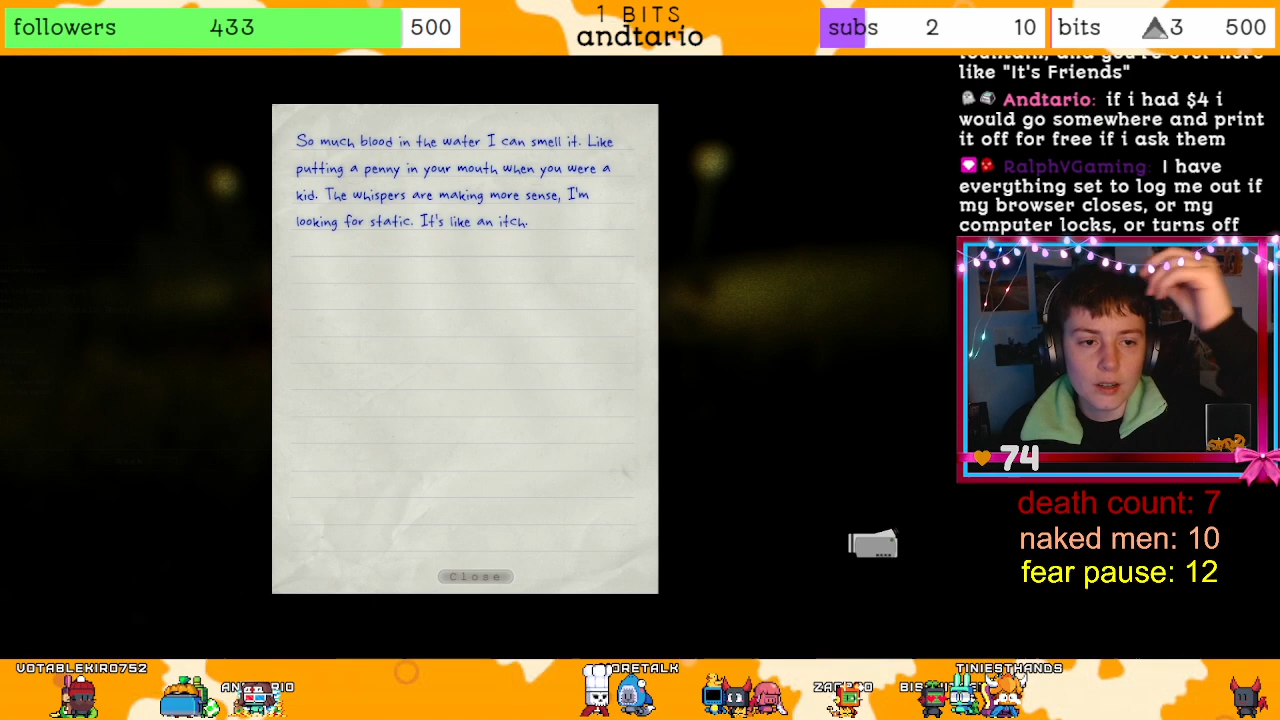 followers 433 500
1 BITS
andtario
subs 2 10
bits 3 500
like "It's Friends"
Andtario: if i had $4 i
would go somewhere and print
it off for free if i ask them
RalphVGaming: I have
everything set to log me out if
my browser closes, or my
computer locks, or turns off
So much blood in the water I can smell it. Like
putting a penny in your mouth when you were a
kid. The whispers are making more sense, I'm
looking for static. It's like an itch.
Close
74
death count: 7
naked men: 10
fear pause: 12
VOTABLEKIRO752
TINIESTHANDS